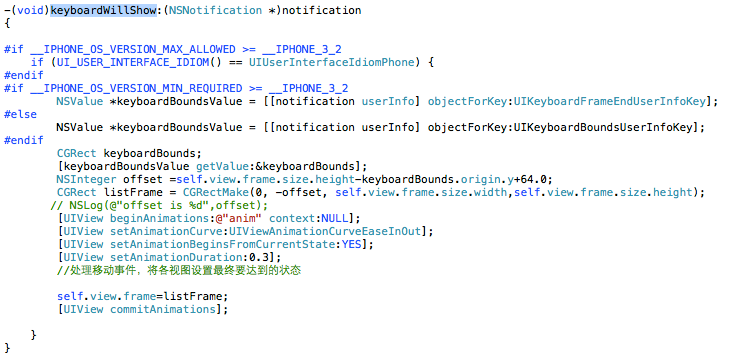 -(void)keyboardWillShow:(NSNotification *)notification
{
#if __IPHONE_OS_VERSION_MAX_ALLOWED >= __IPHONE_3_2
    if (UI_USER_INTERFACE_IDIOM() == UIUserInterfaceIdiomPhone) {
#endif
#if __IPHONE_OS_VERSION_MIN_REQUIRED >= __IPHONE_3_2
        NSValue *keyboardBoundsValue = [[notification userInfo] objectForKey:UIKeyboardFrameEndUserInfoKey];
#else
        NSValue *keyboardBoundsValue = [[notification userInfo] objectForKey:UIKeyboardBoundsUserInfoKey];
#endif
        CGRect keyboardBounds;
        [keyboardBoundsValue getValue:&keyboardBounds];
        NSInteger offset =self.view.frame.size.height-keyboardBounds.origin.y+64.0;
        CGRect listFrame = CGRectMake(0, -offset, self.view.frame.size.width,self.view.frame.size.height);
       // NSLog(@"offset is %d",offset);
        [UIView beginAnimations:@"anim" context:NULL];
        [UIView setAnimationCurve:UIViewAnimationCurveEaseInOut];
        [UIView setAnimationBeginsFromCurrentState:YES];
        [UIView setAnimationDuration:0.3];
        //处理移动事件，将各视图设置最终要达到的状态
        self.view.frame=listFrame;
        [UIView commitAnimations];
    }
}